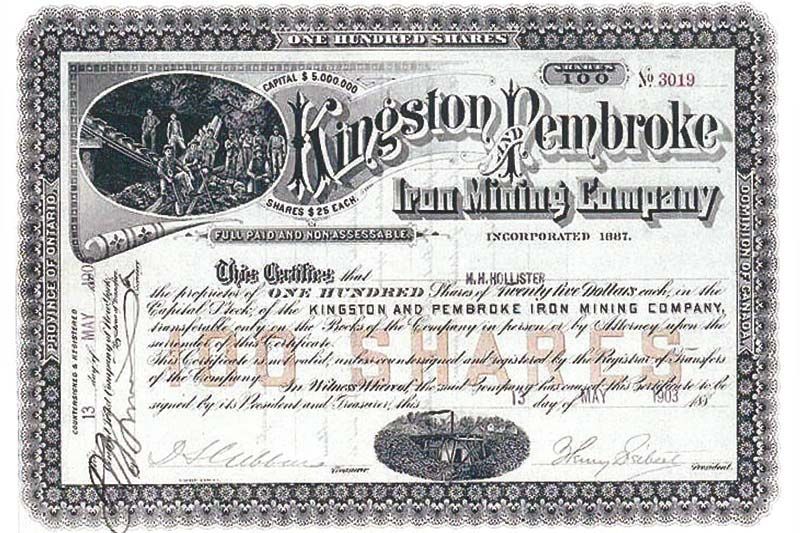 ONE HUNDRED SHARES
CAPITAL $5.000.000
SHARES $25 EACH.
SHARES
100
No 3019
Kingston Pembroke
Iron Mining Company
FULL PAID AND NON-ASSESSABLE.
INCORPORATED 1887.
PROVINCE OF ONTARIO.
DOMINION OF CANADA.
This Certifies that M.H. HOLLISTER
the proprietor of ONE HUNDRED Shares of Twenty five Dollars each, in the
Capital Stock, of the KINGSTON AND PEMBROKE IRON MINING COMPANY,
transferable only on the Books of the Company in person or by Attorney upon the
surrender of this certificate.
100 SHARES
This Certificate is not valid, unless countersigned and registered by the Registrar of Transfers
of the Company.
In Witness Whereof, the said Company has caused this Certificate to be
signed by its President and Treasurer, this 13 day of MAY 1903 188
Treasurer.
President.
COUNTERSIGNED & REGISTERED
13 day of MAY 190